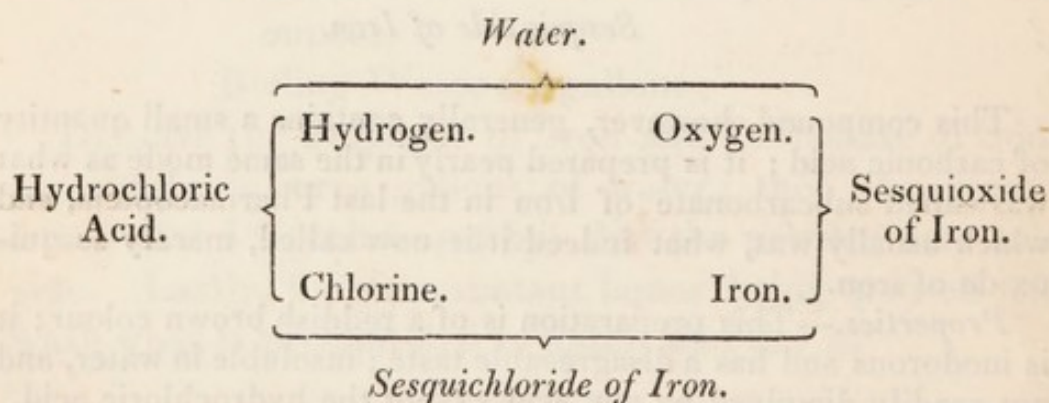 Water.
Hydrogen. Oxygen.
Hydrochloric Acid. Sesquioxide of Iron.
Chlorine. Iron.
Sesquichloride of Iron.